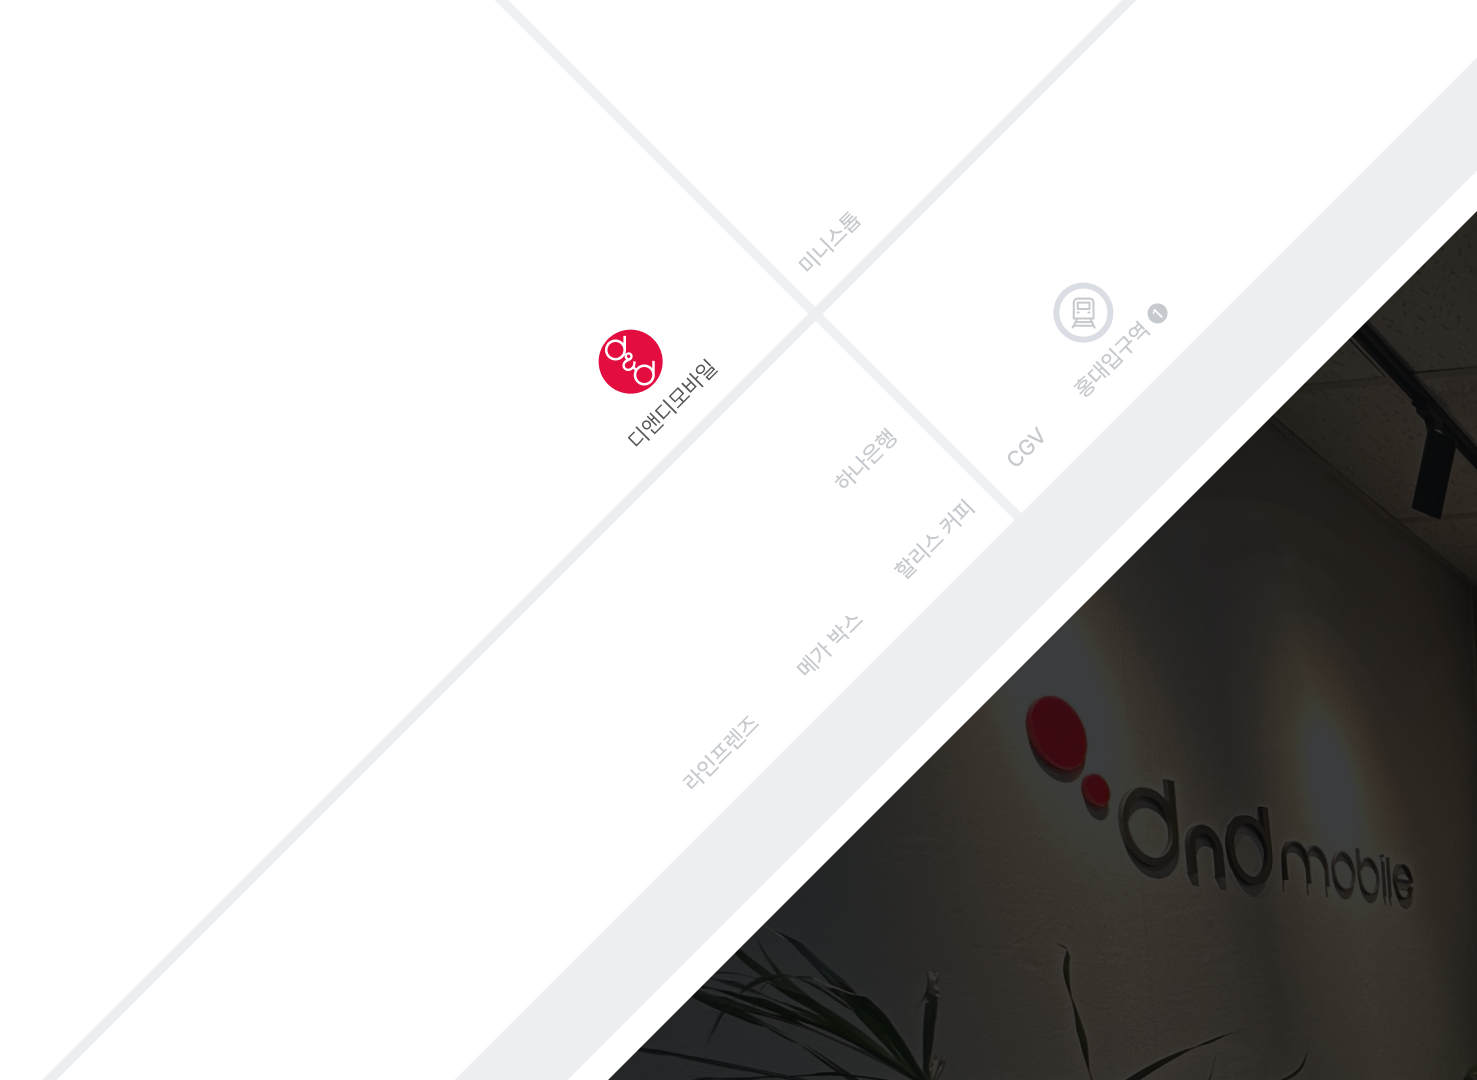 미니스톱
홍대입구역 1
d&d
디앤디모바일
하나은행
CGV
할리스 커피
메가 박스
라인프렌즈
dnd mobile